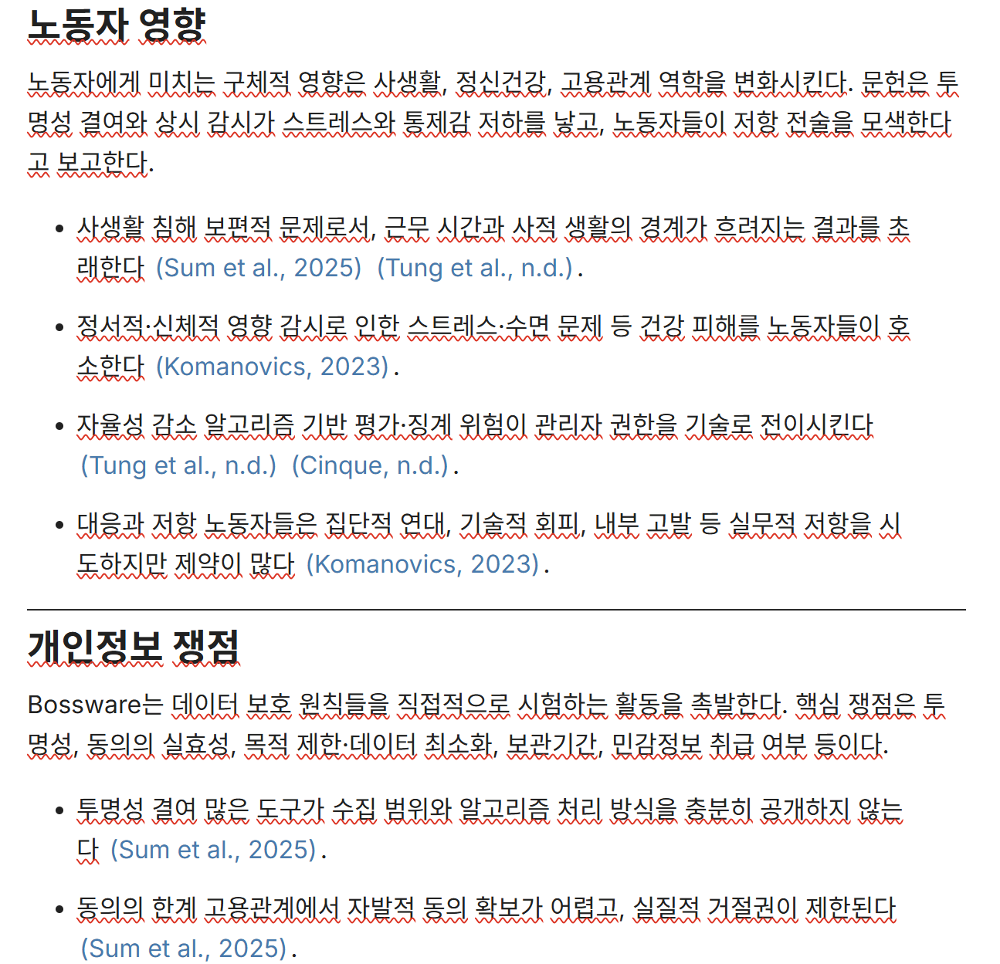 노동자 영향
노동자에게 미치는 구체적 영향은 사생활, 정신건강, 고용관계 역학을 변화시킨다. 문헌은 투
명성 결여와 상시 감시가 스트레스와 통제감 저하를 낳고, 노동자들이 저항 전술을 모색한다
고 보고한다.
• 사생활 침해 보편적 문제로서, 근무 시간과 사적 생활의 경계가 흐려지는 결과를 초
래한다 (Sum et al., 2025) (Tung et al., n.d.).
• 정서적·신체적 영향 감시로 인한 스트레스·수면 문제 등 건강 피해를 노동자들이 호
소한다 (Komanovics, 2023).
• 자율성 감소 알고리즘 기반 평가·징계 위험이 관리자 권한을 기술로 전이시킨다
(Tung et al., n.d.) (Cinque, n.d.).
• 대응과 저항 노동자들은 집단적 연대, 기술적 회피, 내부 고발 등 실무적 저항을 시
도하지만 제약이 많다 (Komanovics, 2023).
개인정보 쟁점
Bossware는 데이터 보호 원칙들을 직접적으로 시험하는 활동을 촉발한다. 핵심 쟁점은 투
명성, 동의의 실효성, 목적 제한·데이터 최소화, 보관기간, 민감정보 취급 여부 등이다.
• 투명성 결여 많은 도구가 수집 범위와 알고리즘 처리 방식을 충분히 공개하지 않는
다 (Sum et al., 2025).
• 동의의 한계 고용관계에서 자발적 동의 확보가 어렵고, 실질적 거절권이 제한된다
(Sum et al., 2025).